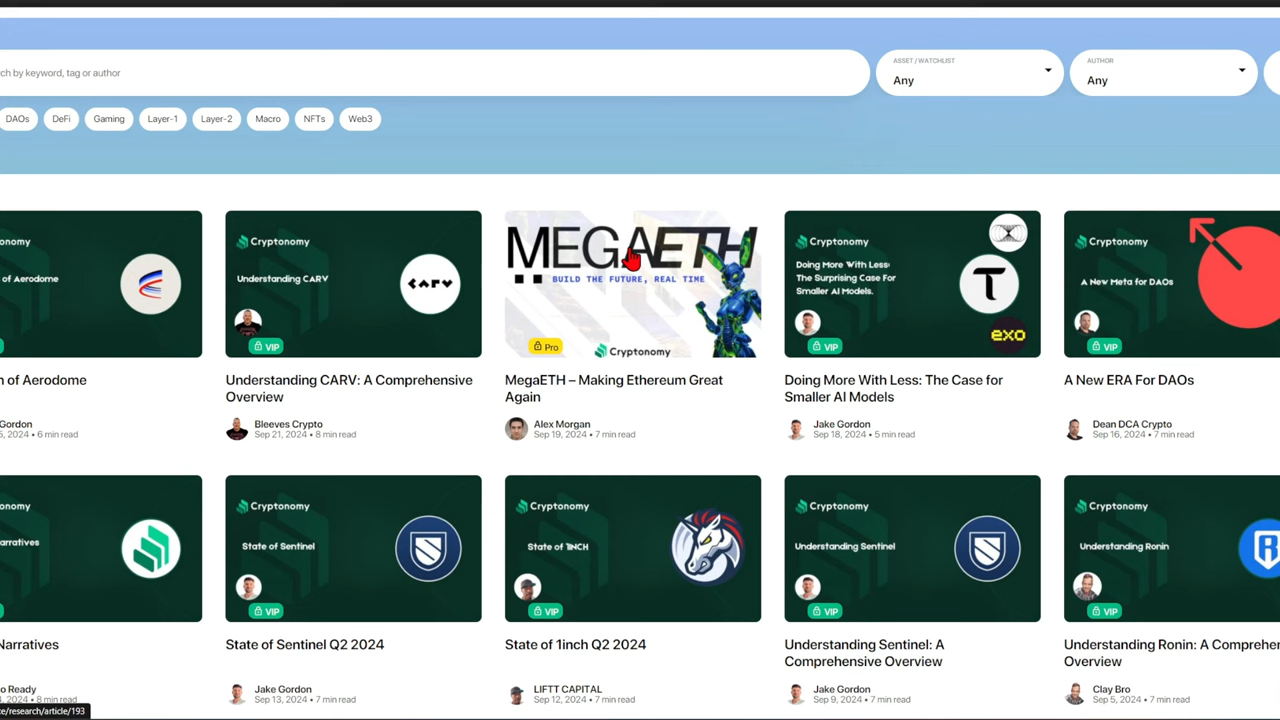 ch by keyword, tag or author
ASSET / WATCHLIST
Any
AUTHOR
Any
DAOs
DeFi
Gaming
Layer-1
Layer-2
Macro
NFTs
Web3
onomy
of Aerodome
n of Aerodome
Gordon
5, 2024 • 6 min read
Cryptonomy
Understanding CARV
CARV
VIP
Understanding CARV: A Comprehensive
Overview
Bleeves Crypto
Sep 21, 2024 • 8 min read
MEGAETH
BUILD THE FUTURE, REAL TIME
Pro
Cryptonomy
MegaETH – Making Ethereum Great
Again
Alex Morgan
Sep 19, 2024 • 7 min read
Cryptonomy
Doing More With Less:
The Surprising Case For
Smaller AI Models.
T
exo
VIP
Doing More With Less: The Case for
Smaller AI Models
Jake Gordon
Sep 18, 2024 • 5 min read
Cryptonomy
A New Meta for DAOs
VIP
A New ERA For DAOs
Dean DCA Crypto
Sep 16, 2024 • 7 min read
onomy
arratives
Narratives
o Ready
, 2024 • 8 min read
Cryptonomy
State of Sentinel
VIP
State of Sentinel Q2 2024
Jake Gordon
Sep 13, 2024 • 7 min read
Cryptonomy
State of 1INCH
VIP
State of 1inch Q2 2024
LIFTT CAPITAL
Sep 12, 2024 • 7 min read
Cryptonomy
Understanding Sentinel
VIP
Understanding Sentinel: A
Comprehensive Overview
Jake Gordon
Sep 9, 2024 • 7 min read
Cryptonomy
Understanding Ronin
VIP
Understanding Ronin: A Comprehen
Overview
Clay Bro
Sep 5, 2024 • 7 min read
ce/research/article/193